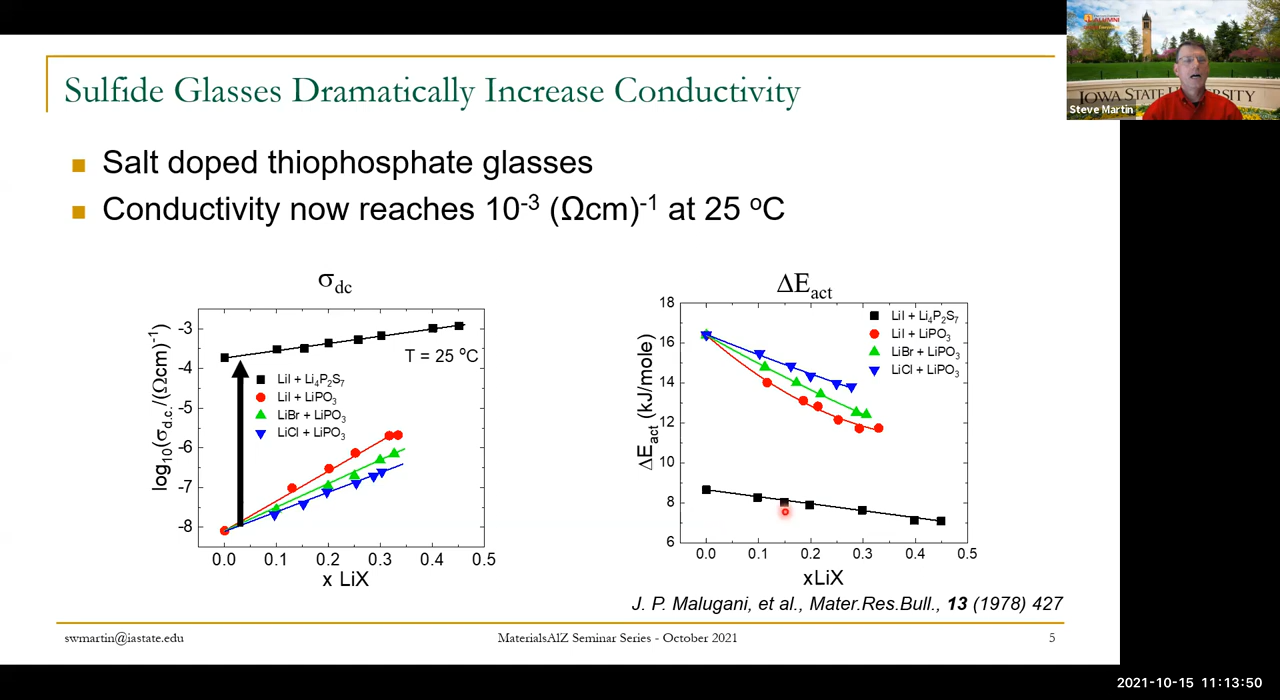 ALUMNI
IOWA STATE UNIVERSITY
Steve Martin
Sulfide Glasses Dramatically Increase Conductivity
Salt doped thiophosphate glasses
Conductivity now reaches 10⁻³ (Ωcm)⁻¹ at 25 ⁰C
σdc
log₁₀(σd.c./(Ωcm)⁻¹)
-3
-4
-5
-6
-7
-8
T = 25 ⁰C
LiI + Li₄P₂S₇
LiI + LiPO₃
LiBr + LiPO₃
LiCl + LiPO₃
0.0 0.1 0.2 0.3 0.4 0.5
x LiX
ΔEact
ΔEact (kJ/mole)
18
16
14
12
10
8
6
LiI + Li₄P₂S₇
LiI + LiPO₃
LiBr + LiPO₃
LiCl + LiPO₃
0.0 0.1 0.2 0.3 0.4 0.5
xLiX
J. P. Malugani, et al., Mater.Res.Bull., 13 (1978) 427
swmartin@iastate.edu
MaterialsAlZ Seminar Series - October 2021
5
2021-10-15 11:13:50